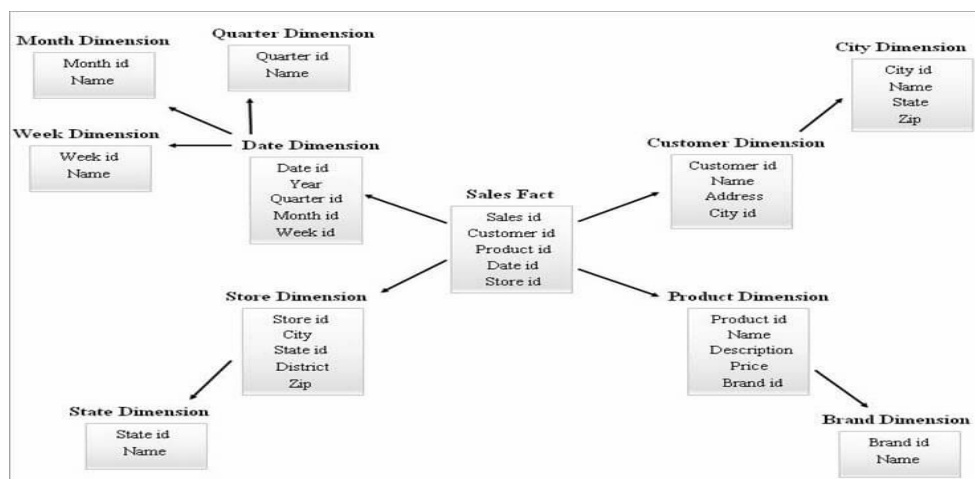 Month Dimension
Month id
Name
Quarter Dimension
Quarter id
Name
City Dimension
City id
Name
State
Zip
Week Dimension
Week id
Name
Date Dimension
Date id
Year
Quarter id
Month id
Week id
Customer Dimension
Customer id
Name
Address
City id
Sales Fact
Sales id
Customer id
Product id
Date id
Store id
Store Dimension
Store id
City
State id
District
Zip
Product Dimension
Product id
Name
Description
Price
Brand id
State Dimension
State id
Name
Brand Dimension
Brand id
Name